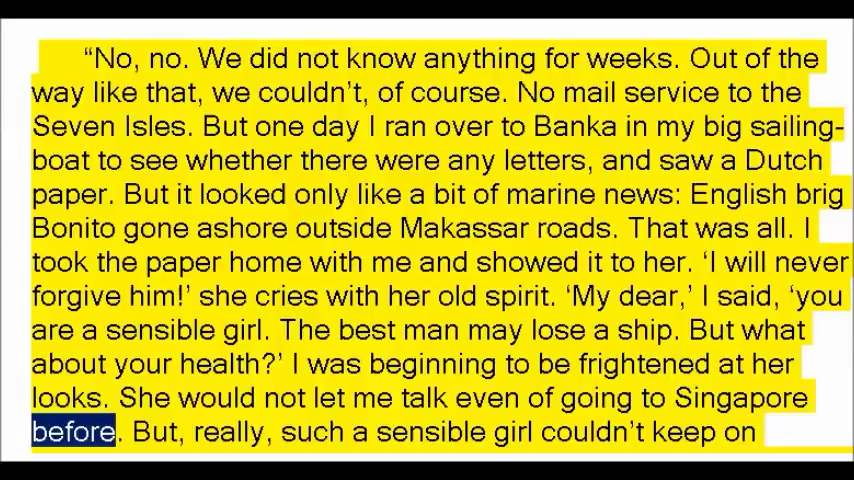 “No, no. We did not know anything for weeks. Out of the
way like that, we couldn’t, of course. No mail service to the
Seven Isles. But one day I ran over to Banka in my big sailing-
boat to see whether there were any letters, and saw a Dutch
paper. But it looked only like a bit of marine news: English brig
Bonito gone ashore outside Makassar roads. That was all. I
took the paper home with me and showed it to her. ‘I will never
forgive him!’ she cries with her old spirit. ‘My dear,’ I said, ‘you
are a sensible girl. The best man may lose a ship. But what
about your health?’ I was beginning to be frightened at her
looks. She would not let me talk even of going to Singapore
before. But, really, such a sensible girl couldn’t keep on